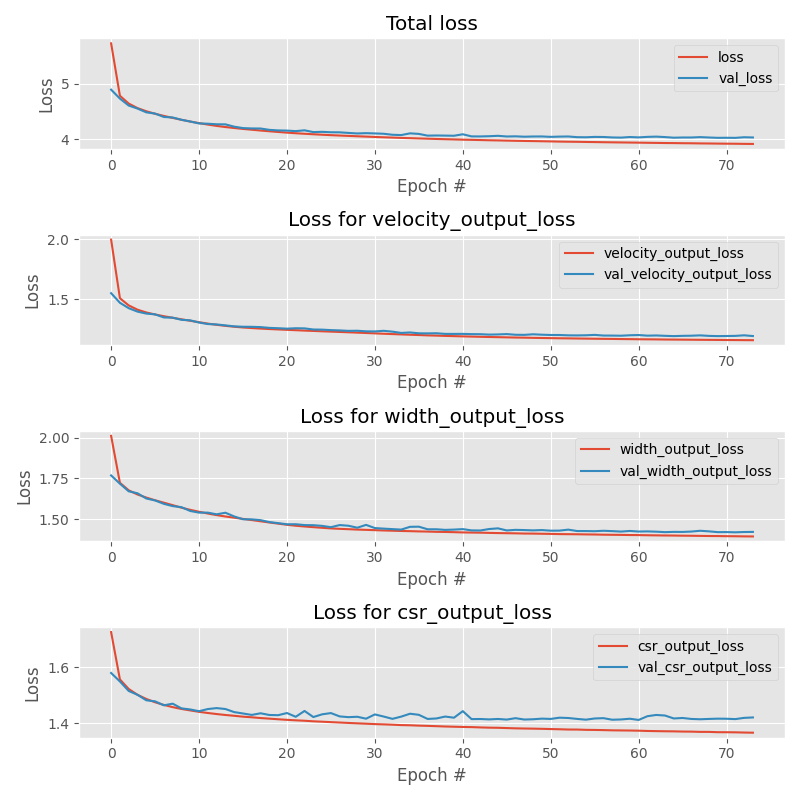 Total loss
Loss
5
4
loss
val_loss
0 10 20 30 40 50 60 70
Epoch #
Loss for velocity_output_loss
Loss
2.0
1.5
velocity_output_loss
val_velocity_output_loss
0 10 20 30 40 50 60 70
Epoch #
Loss for width_output_loss
Loss
2.00
1.75
1.50
width_output_loss
val_width_output_loss
0 10 20 30 40 50 60 70
Epoch #
Loss for csr_output_loss
Loss
1.6
1.4
csr_output_loss
val_csr_output_loss
0 10 20 30 40 50 60 70
Epoch #